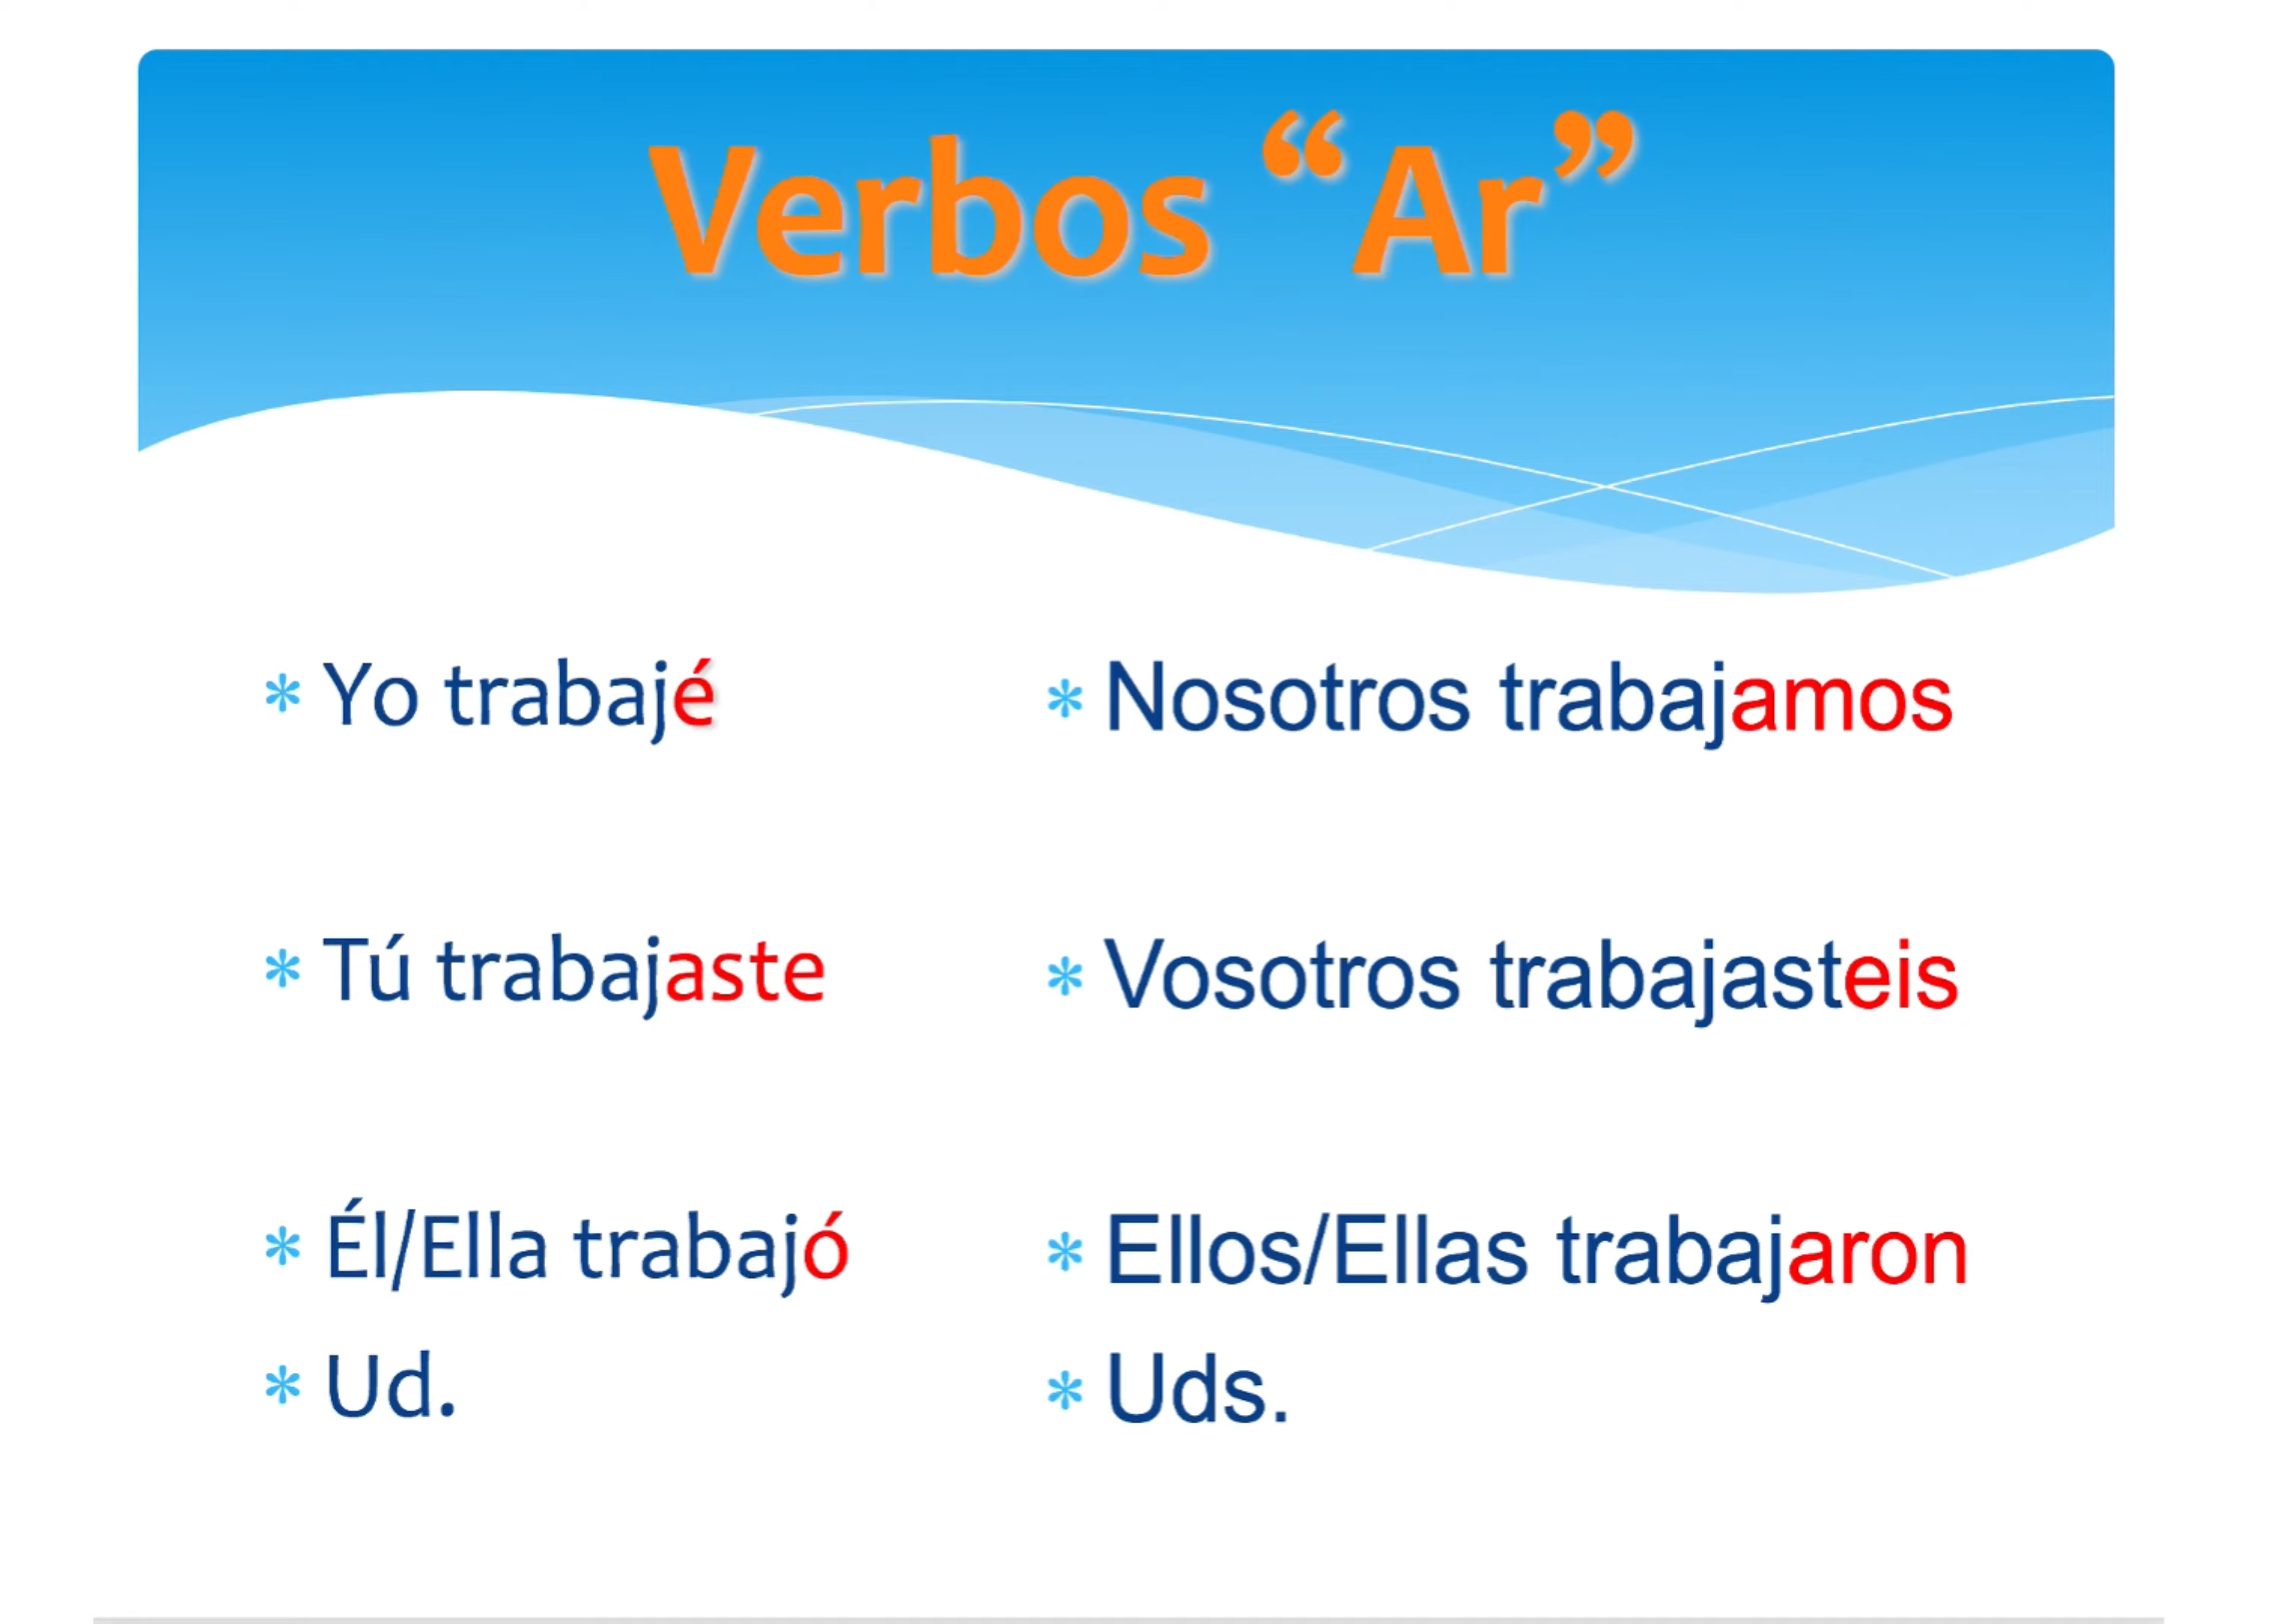 Verbos “Ar”
* Yo trabajé
* Tú trabajaste
* Él/Ella trabajó
* Ud.
* Nosotros trabajamos
* Vosotros trabajasteis
* Ellos/Ellas trabajaron
* Uds.